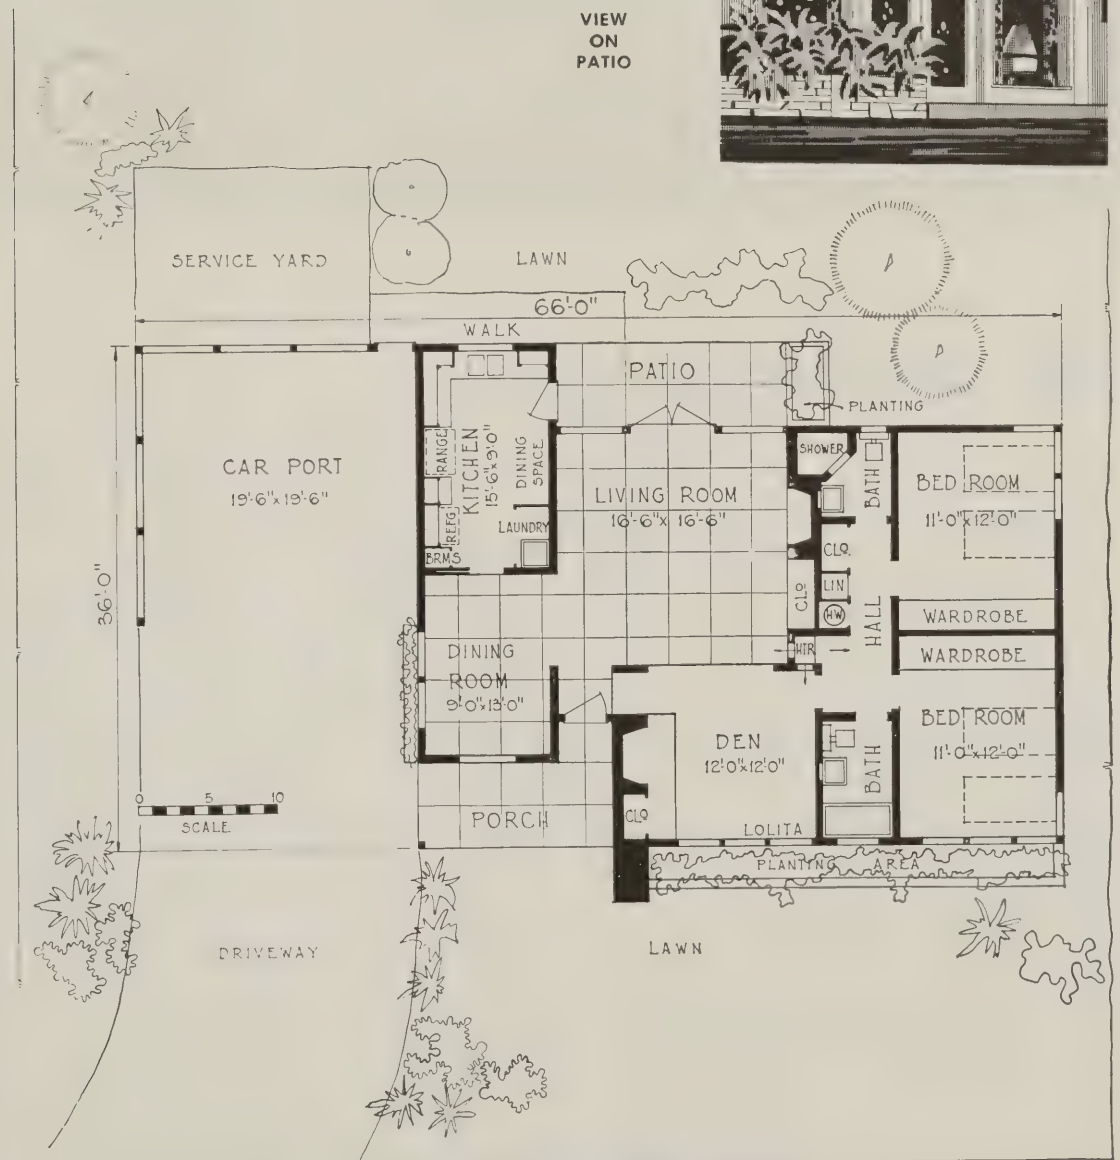 VIEW
ON
PATIO
SERVICE YARD
LAWN
66'-0"
WALK
PATIO
PLANTING
CAR PORT
19'-6" x 19'-6"
RANGE
KITCHEN
15'-6" x 9'-0"
DINING
SPACE
REFG
LAUNDRY
BRMS
LIVING ROOM
16'-6" x 16'-6"
SHOWER
BATH
BED ROOM
11'-0" x 12'-0"
CLO.
LIN
HW
CLO
HALL
WARDROBE
WARDROBE
HTR
36'-0"
DINING
ROOM
9'-0" x 13'-0"
DEN
12'-0" x 12'-0"
BATH
BED ROOM
11'-0" x 12'-0"
0 5 10
SCALE
PORCH
CLO
LOLITA
PLANTING AREA
DRIVEWAY
LAWN